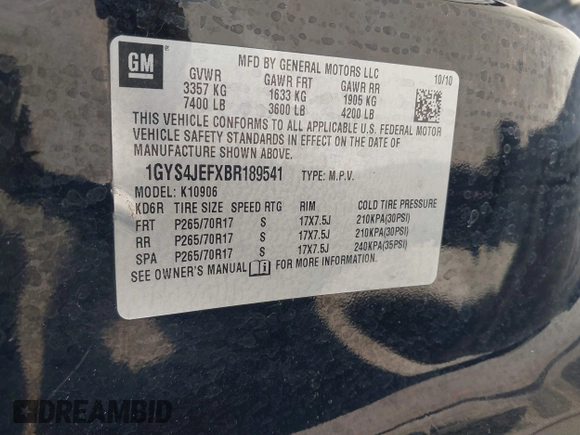 GM
MFD BY GENERAL MOTORS LLC 10/10
GVWR GAWR FRT GAWR RR
3357 KG 1633 KG 1905 KG
7400 LB 3600 LB 4200 LB
THIS VEHICLE CONFORMS TO ALL APPLICABLE U.S. FEDERAL MOTOR
VEHICLE SAFETY STANDARDS IN EFFECT ON THE DATE OF
MANUFACTURE SHOWN ABOVE.
1GYS4JEFXBR189541 TYPE: M.P.V.
MODEL: K10906
KD6R TIRE SIZE SPEED RTG RIM COLD TIRE PRESSURE
FRT P265/70R17 S 17X7.5J 210KPA(30PSI)
RR P265/70R17 S 17X7.5J 210KPA(30PSI)
SPA P265/70R17 S 17X7.5J 240KPA(35PSI)
SEE OWNER'S MANUAL FOR MORE INFORMATION.
DREAMBID